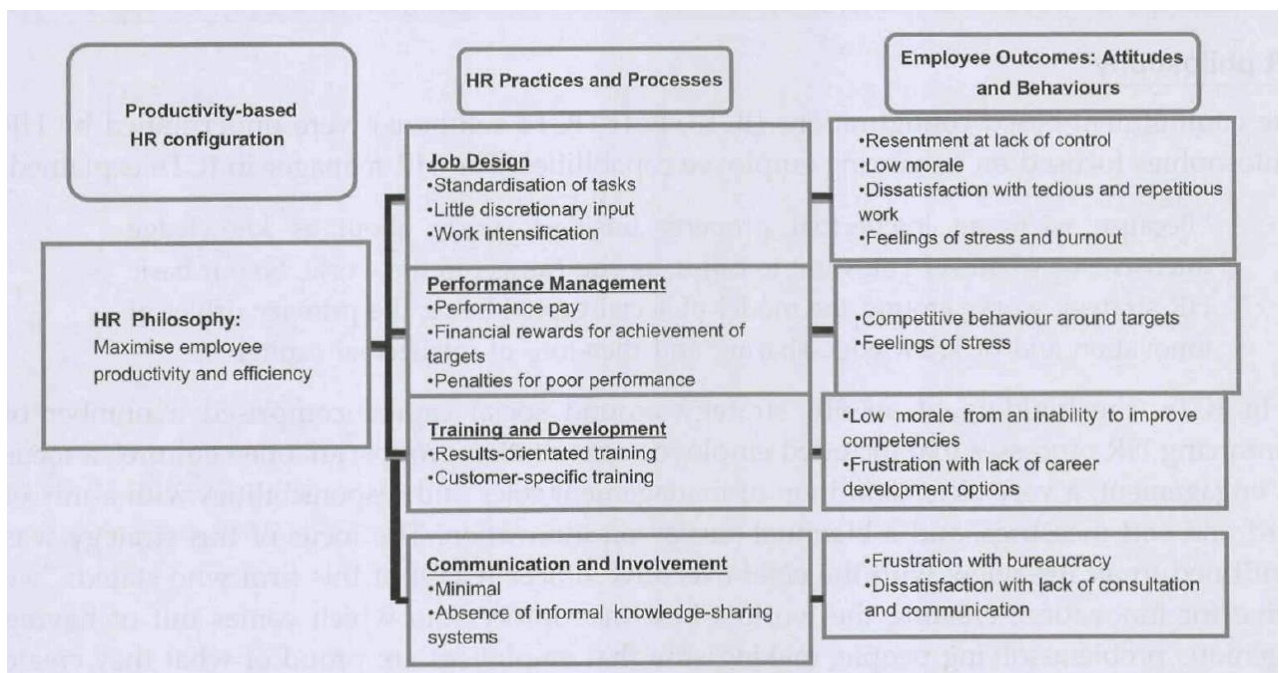 Productivity-based
HR configuration
HR Practices and Processes
Employee Outcomes: Attitudes
and Behaviours
HR Philosophy:
Maximise employee
productivity and efficiency
Job Design
•Standardisation of tasks
•Little discretionary input
•Work intensification
•Resentment at lack of control
•Low morale
•Dissatisfaction with tedious and repetitious
work
•Feelings of stress and burnout
Performance Management
•Performance pay
•Financial rewards for achievement of
targets
•Penalties for poor performance
•Competitive behaviour around targets
•Feelings of stress
Training and Development
•Results-orientated training
•Customer-specific training
•Low morale from an inability to improve
competencies
•Frustration with lack of career
development options
Communication and Involvement
•Minimal
•Absence of informal knowledge-sharing
systems
•Frustration with bureaucracy
•Dissatisfaction with lack of consultation
and communication